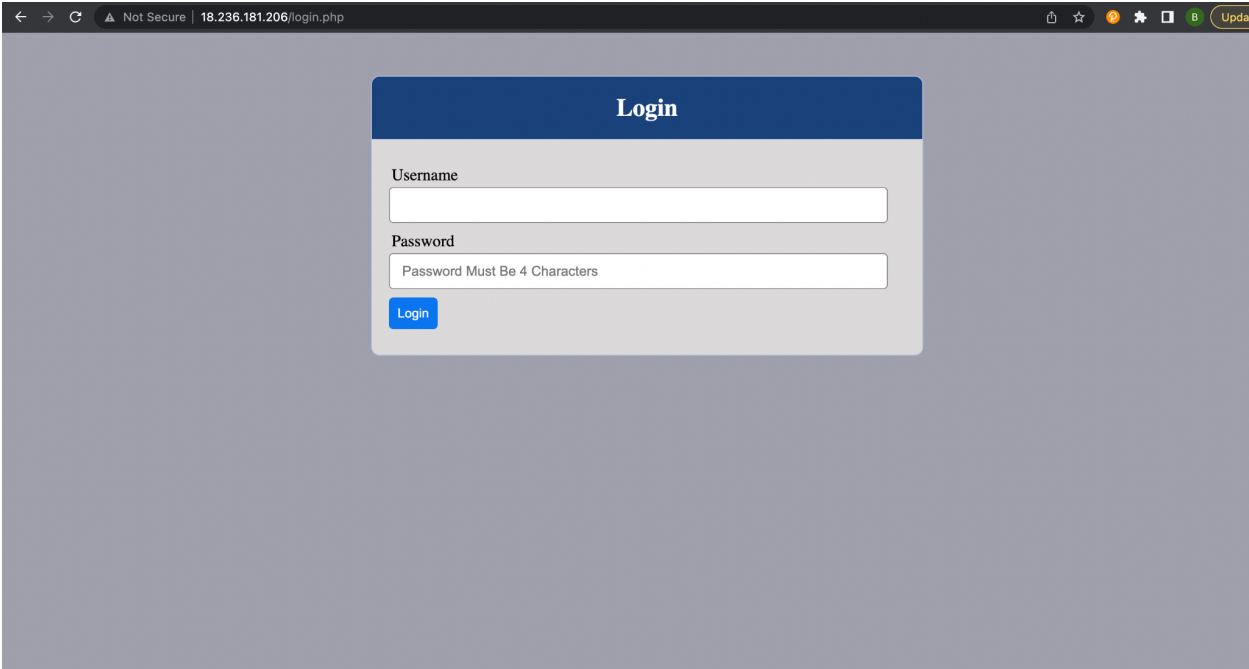 Not Secure | 18.236.181.206/login.php
B
Upda
Login
Username
Password
Password Must Be 4 Characters
Login